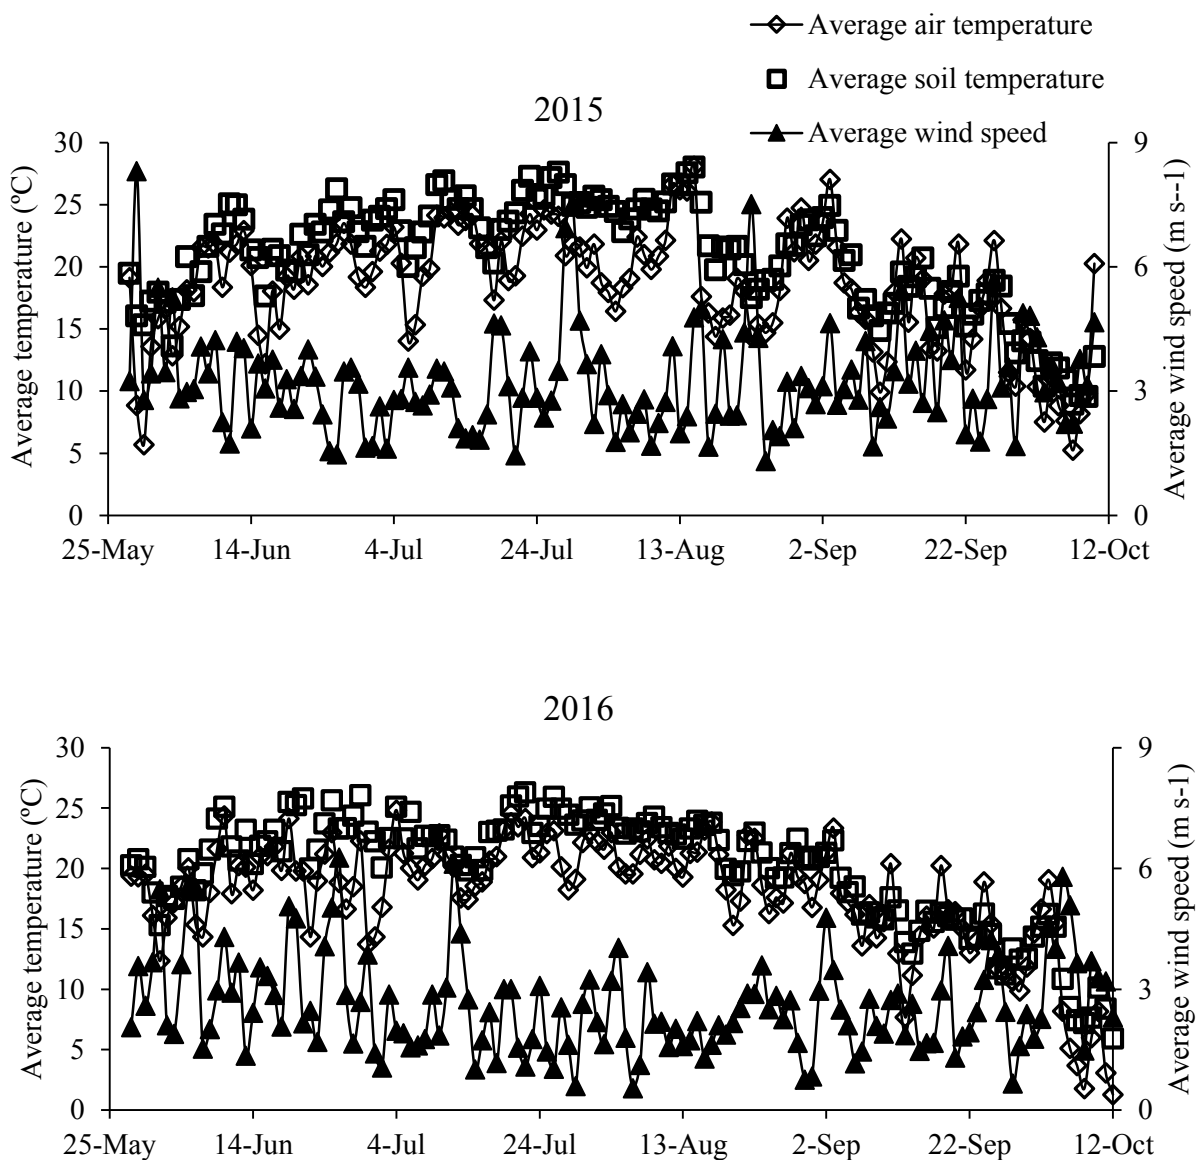 Average air temperature
Average soil temperature
Average wind speed
2015
Average temperature (ºC)
30
25
20
15
10
5
0
9
6
3
0
Average wind speed (m s--1)
25-May 14-Jun 4-Jul 24-Jul 13-Aug 2-Sep 22-Sep 12-Oct
2016
Average temperature (ºC)
30
25
20
15
10
5
0
9
6
3
0
Average wind speed (m s-1)
25-May 14-Jun 4-Jul 24-Jul 13-Aug 2-Sep 22-Sep 12-Oct